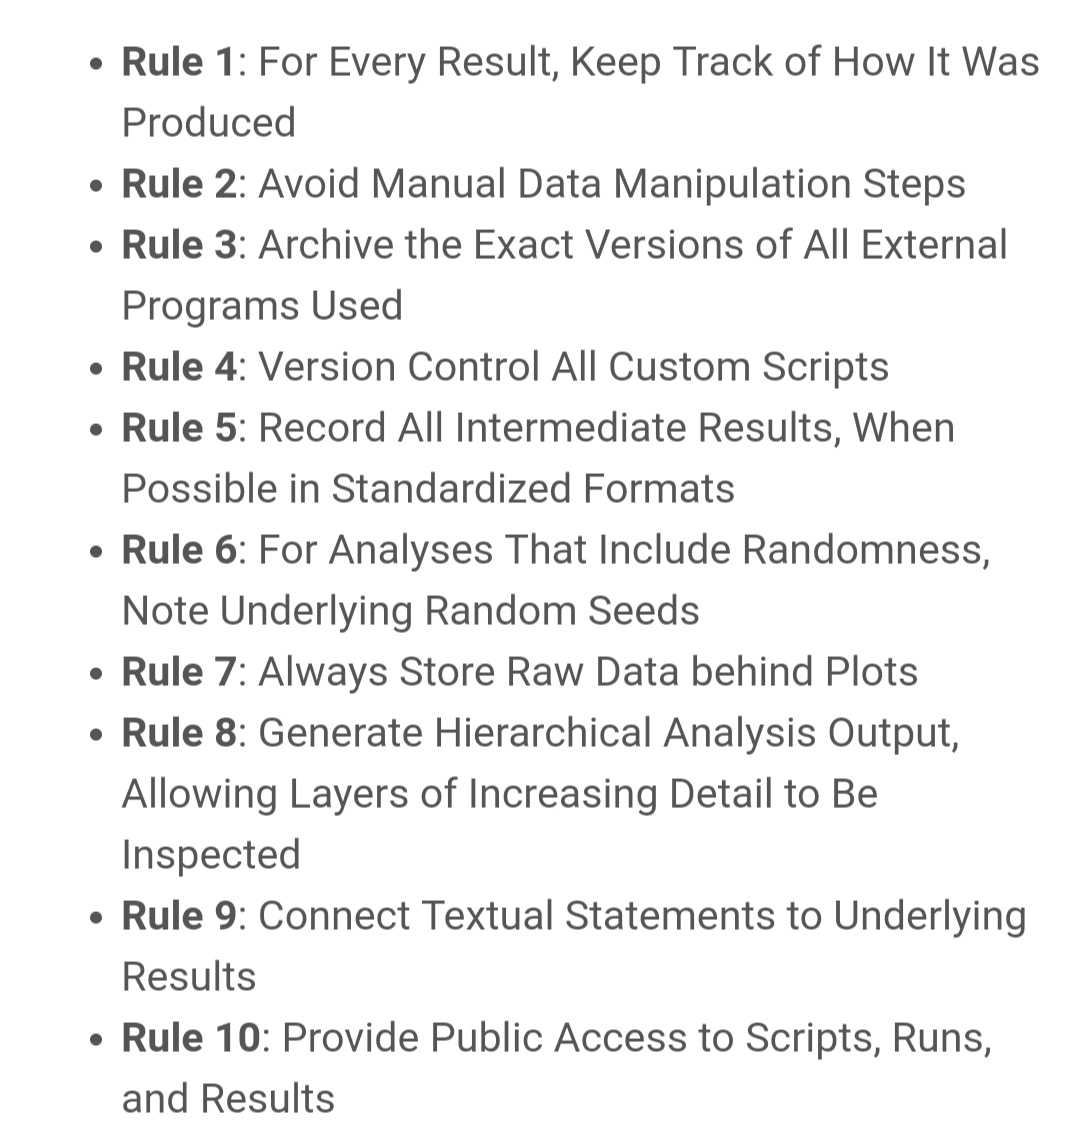 • Rule 1: For Every Result, Keep Track of How It Was
Produced
• Rule 2: Avoid Manual Data Manipulation Steps
• Rule 3: Archive the Exact Versions of All External
Programs Used
• Rule 4: Version Control All Custom Scripts
• Rule 5: Record All Intermediate Results, When
Possible in Standardized Formats
• Rule 6: For Analyses That Include Randomness,
Note Underlying Random Seeds
• Rule 7: Always Store Raw Data behind Plots
• Rule 8: Generate Hierarchical Analysis Output,
Allowing Layers of Increasing Detail to Be
Inspected
• Rule 9: Connect Textual Statements to Underlying
Results
• Rule 10: Provide Public Access to Scripts, Runs,
and Results